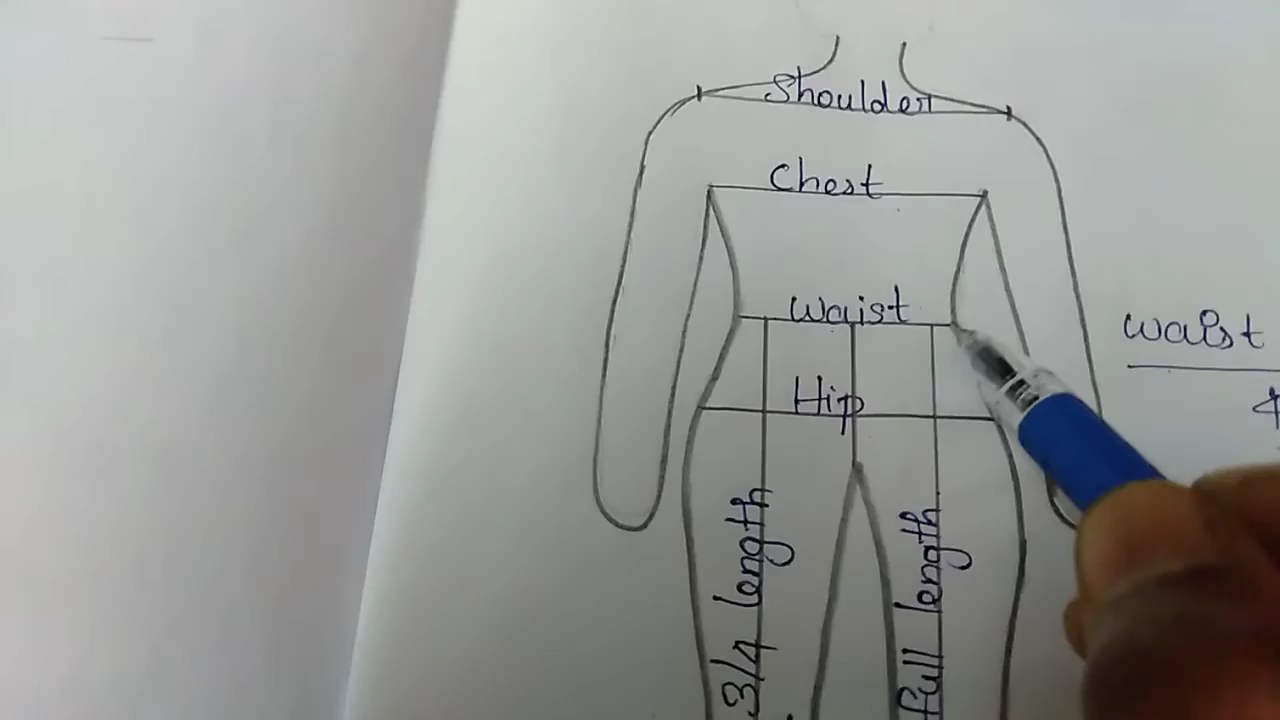 Shoulder
Chest
Waist
Waist
Hip
3/4 length
full length